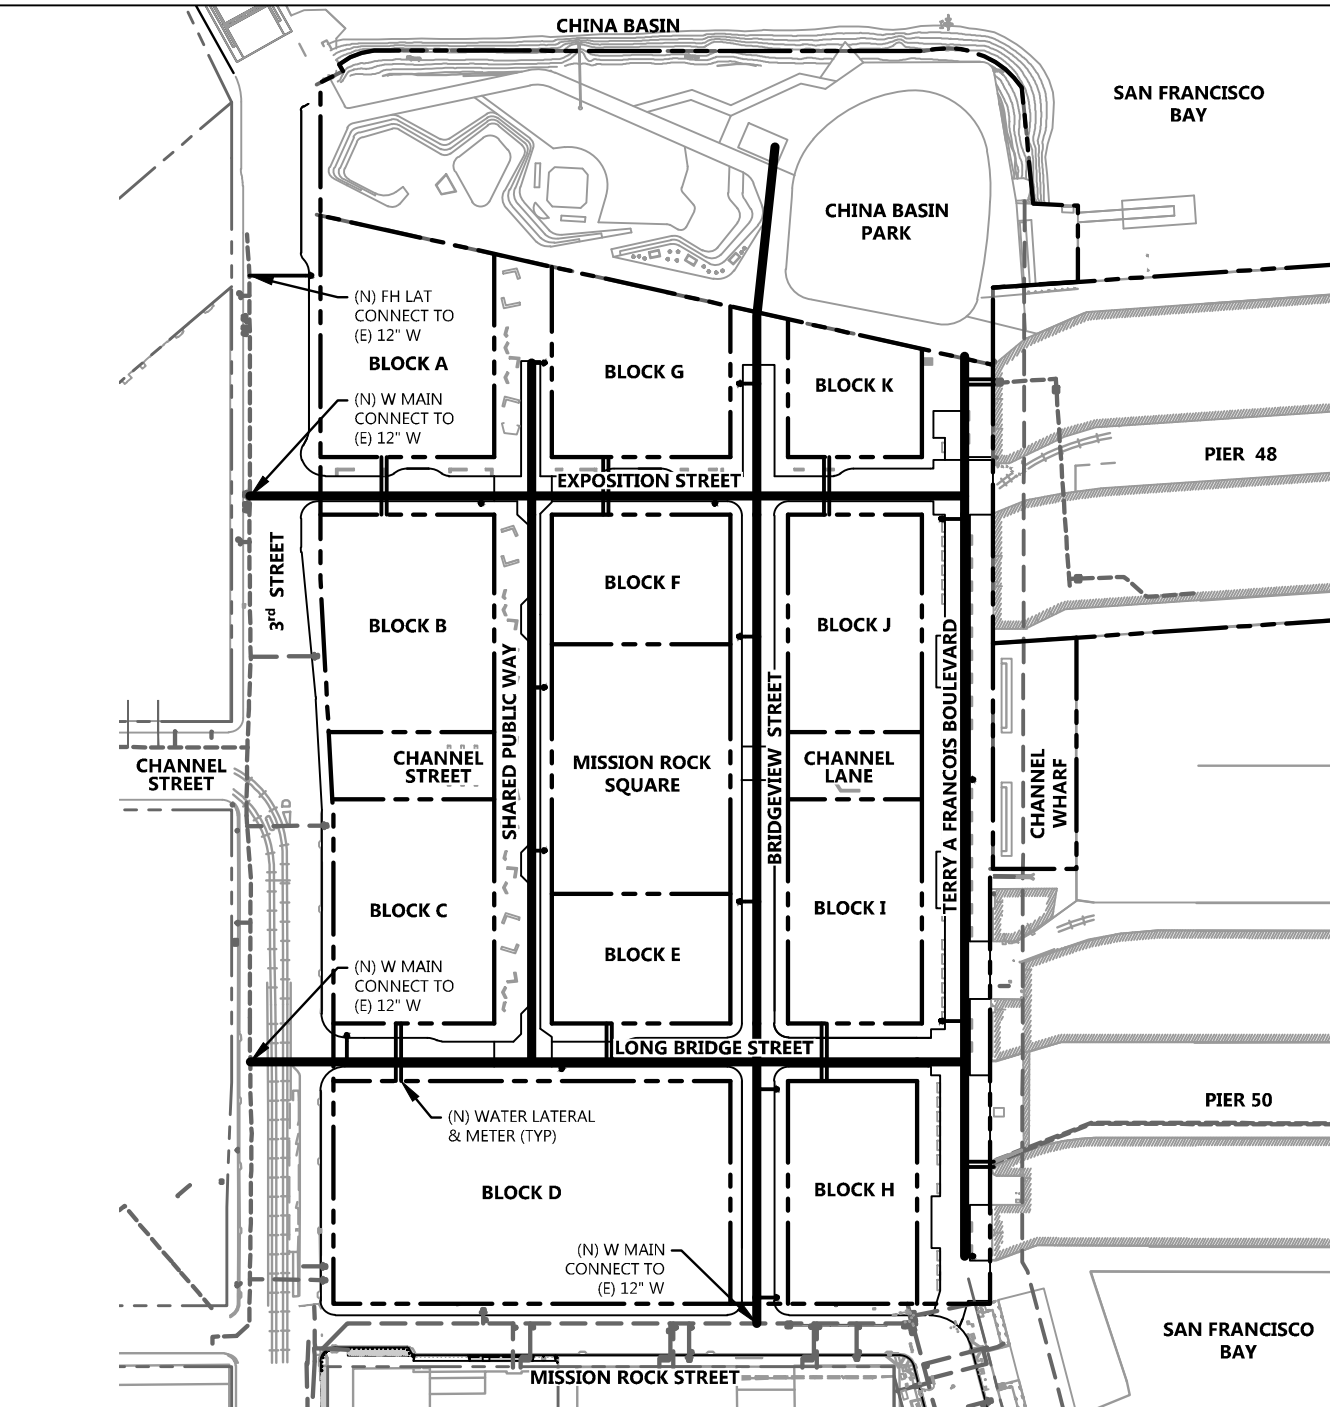 CHINA BASIN
SAN FRANCISCO
BAY
CHINA BASIN
PARK
(N) FH LAT
CONNECT TO
(E) 12" W
BLOCK A
BLOCK G
BLOCK K
(N) W MAIN
CONNECT TO
(E) 12" W
PIER 48
EXPOSITION STREET
3rd STREET
BLOCK B
BLOCK F
BLOCK J
SHARED PUBLIC WAY
BRIDGEVIEW STREET
TERRY A FRANCOIS BOULEVARD
CHANNEL
STREET
CHANNEL
STREET
MISSION ROCK
SQUARE
CHANNEL
LANE
CHANNEL
WHARF
BLOCK C
BLOCK I
BLOCK E
(N) W MAIN
CONNECT TO
(E) 12" W
LONG BRIDGE STREET
(N) WATER LATERAL
& METER (TYP)
PIER 50
BLOCK D
BLOCK H
(N) W MAIN
CONNECT TO
(E) 12" W
SAN FRANCISCO
BAY
MISSION ROCK STREET